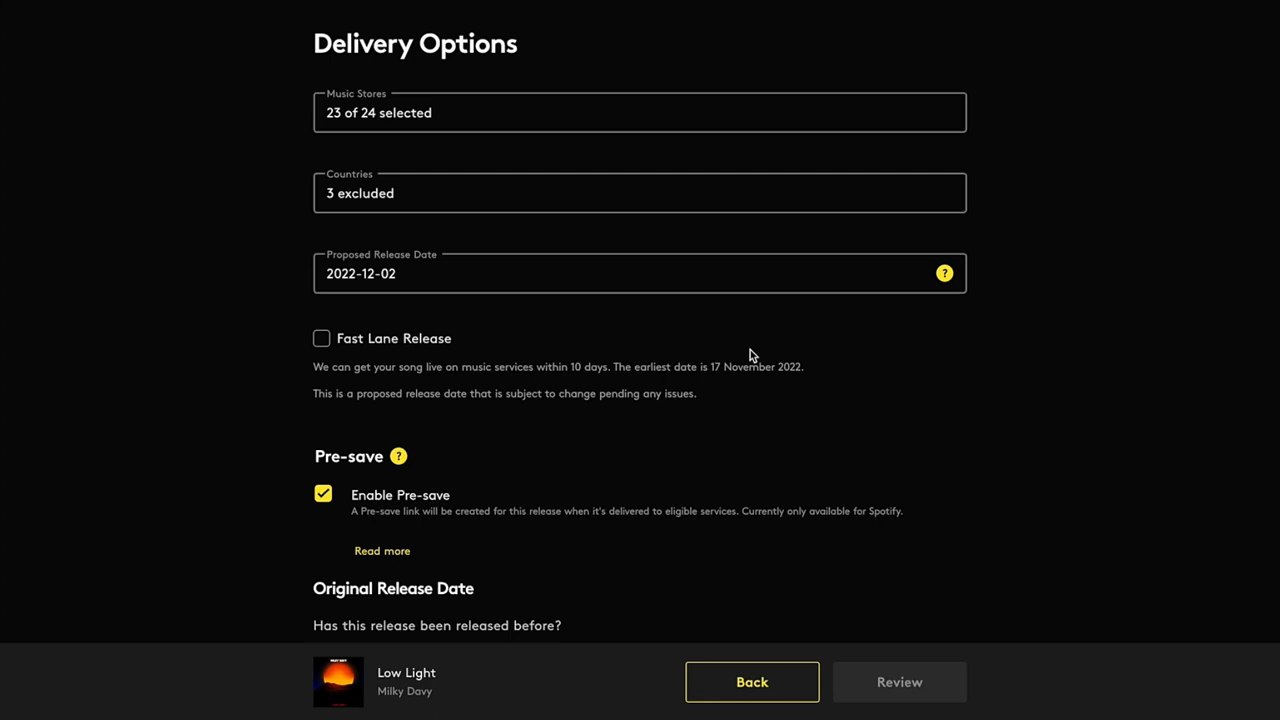 Delivery Options
Music Stores
23 of 24 selected
Countries
3 excluded
Proposed Release Date
2022-12-02
?
Fast Lane Release
We can get your song live on music services within 10 days. The earliest date is 17 November 2022.
This is a proposed release date that is subject to change pending any issues.
Pre-save ?
Enable Pre-save
A Pre-save link will be created for this release when it's delivered to eligible services. Currently only available for Spotify.
Read more
Original Release Date
Has this release been released before?
Low Light
Milky Davy
Back
Review